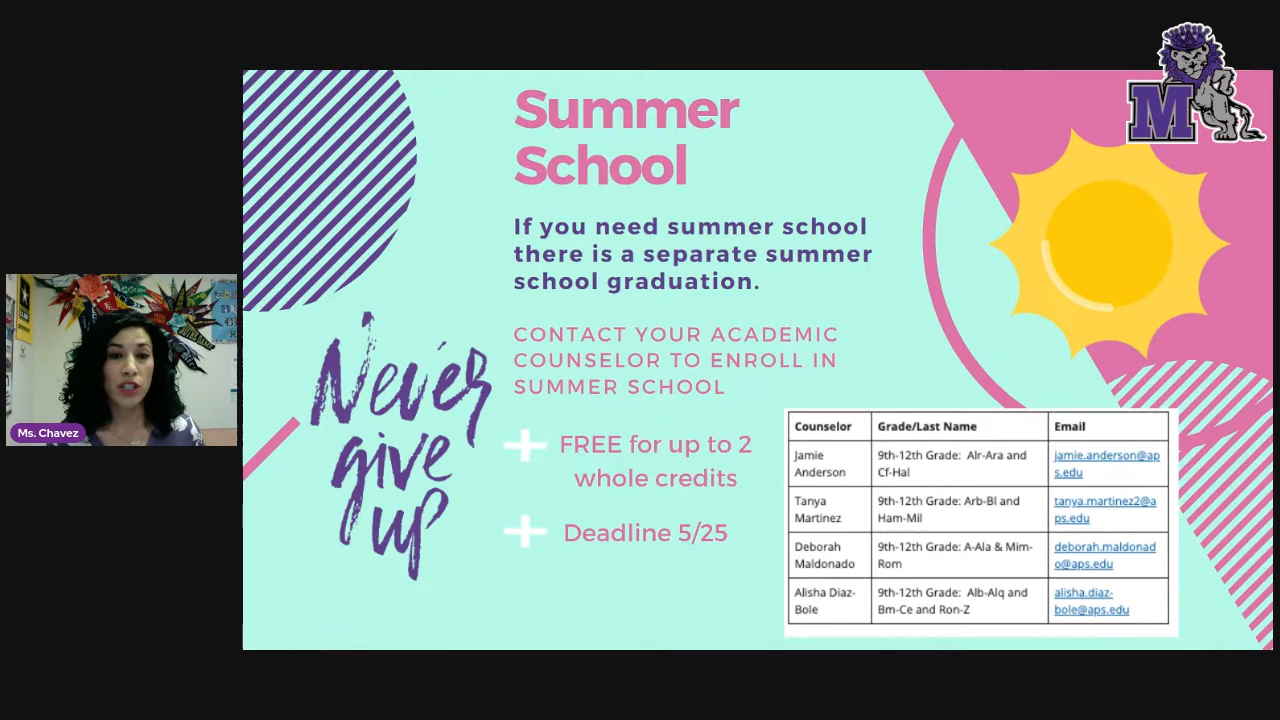 M
Summer
School
If you need summer school
there is a separate summer
school graduation.
CONTACT YOUR ACADEMIC
COUNSELOR TO ENROLL IN
SUMMER SCHOOL
Never
give
up
FREE for up to 2
whole credits
Deadline 5/25
Counselor Grade/Last Name Email
Jamie 9th-12th Grade: Alr-Ara and jamie.anderson@ap
Anderson Cf-Hal s.edu
Tanya 9th-12th Grade: Arb-Bl and tanya.martinez2@a
Martinez Ham-Mil ps.edu
Deborah 9th-12th Grade: A-Ala & Mim- deborah.maldonad
Maldonado Rom o@aps.edu
Alisha Diaz- 9th-12th Grade: Alb-Alq and alisha.diaz-
Bole Bm-Ce and Ron-Z bole@aps.edu
Ms. Chavez